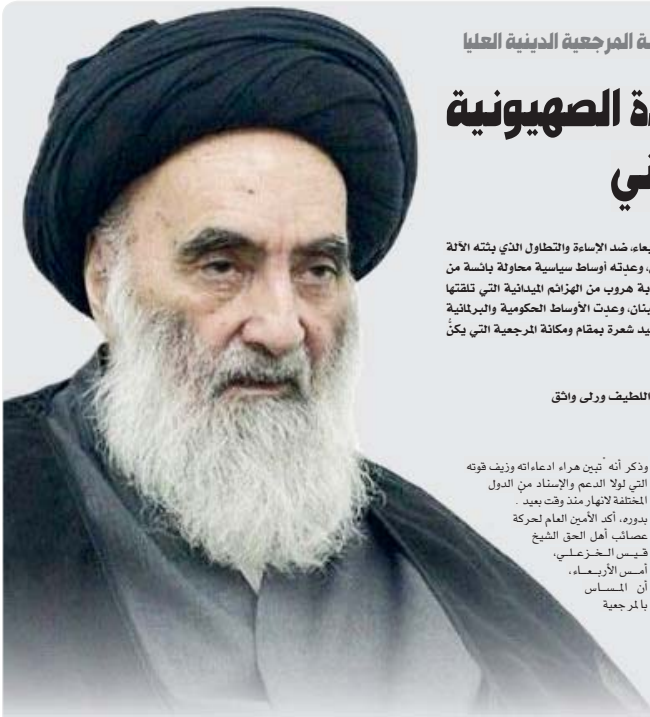 ة المرجعية الدينية العليا
ة الصهيونية
ني
بعاء، ضد الإساءة والتطاول الذي بثته الآلة
، وعدته أوساط سياسية محاولة بائسة من
بة هروب من الهزائم الميدانية التي تلقتها
بنان، وعدت الأوساط الحكومية والبرلمانية
يد شعرة بمقام ومكانة المرجعية التي يكنُّ
اللطيف ورلى واثق
وذكر أنه تبين هراء ادعاءاته وزيف قوته
التي لولا الدعم والإسناد من الدول
المختلفة لانهار منذ وقت بعيد .
بدوره، أكد الأمين العام لحركة
عصائب أهل الحق الشيخ
قيس الخزعلي،
أمس الأربعاء،
أن المساس
بالمرجعية